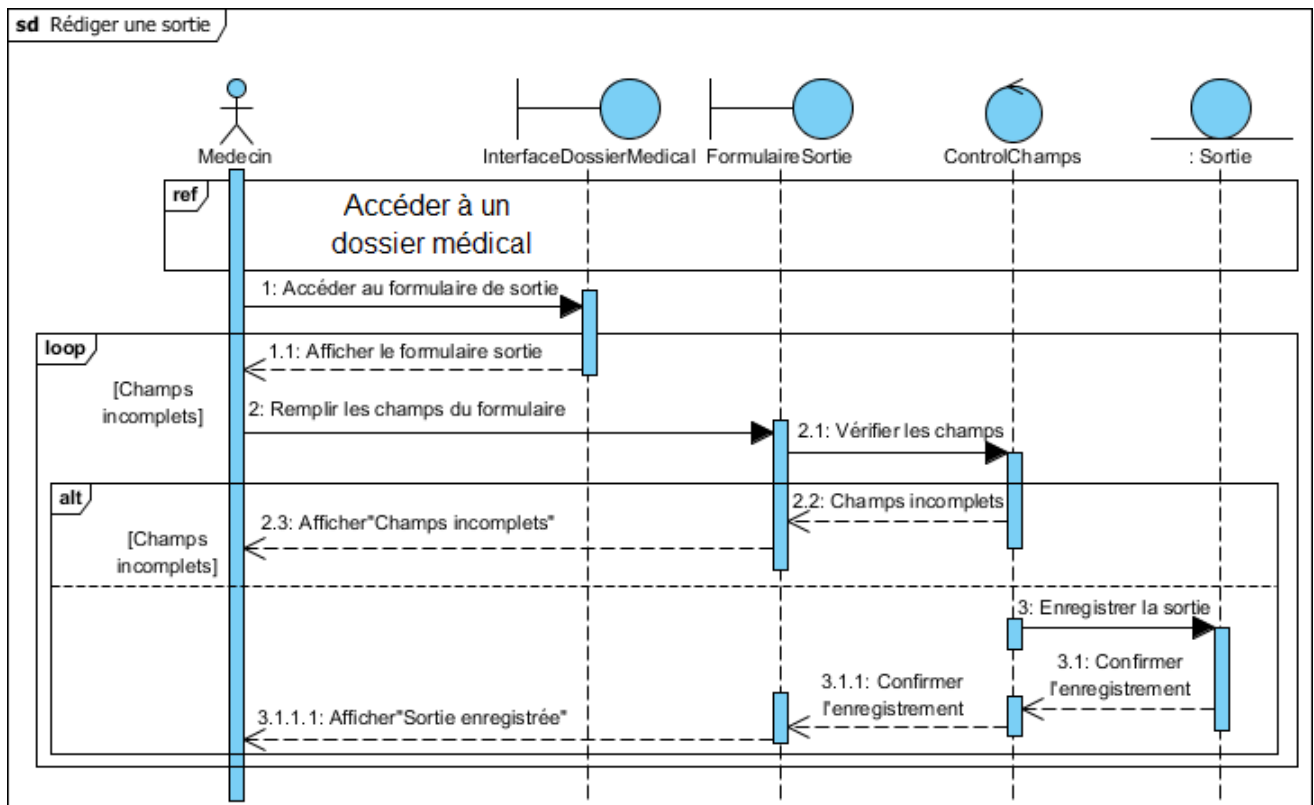 sd Rédiger une sortie
Medecin
InterfaceDossierMedical
FormulaireSortie
ControlChamps
: Sortie
ref
Accéder à un
dossier médical
1: Accéder au formulaire de sortie
loop
1.1: Afficher le formulaire sortie
[Champs
incomplets]
2: Remplir les champs du formulaire
2.1: Vérifier les champs
alt
2.2: Champs incomplets
2.3: Afficher"Champs incomplets"
[Champs
incomplets]
3: Enregistrer la sortie
3.1: Confirmer
l'enregistrement
3.1.1: Confirmer
l'enregistrement
3.1.1.1: Afficher"Sortie enregistrée"